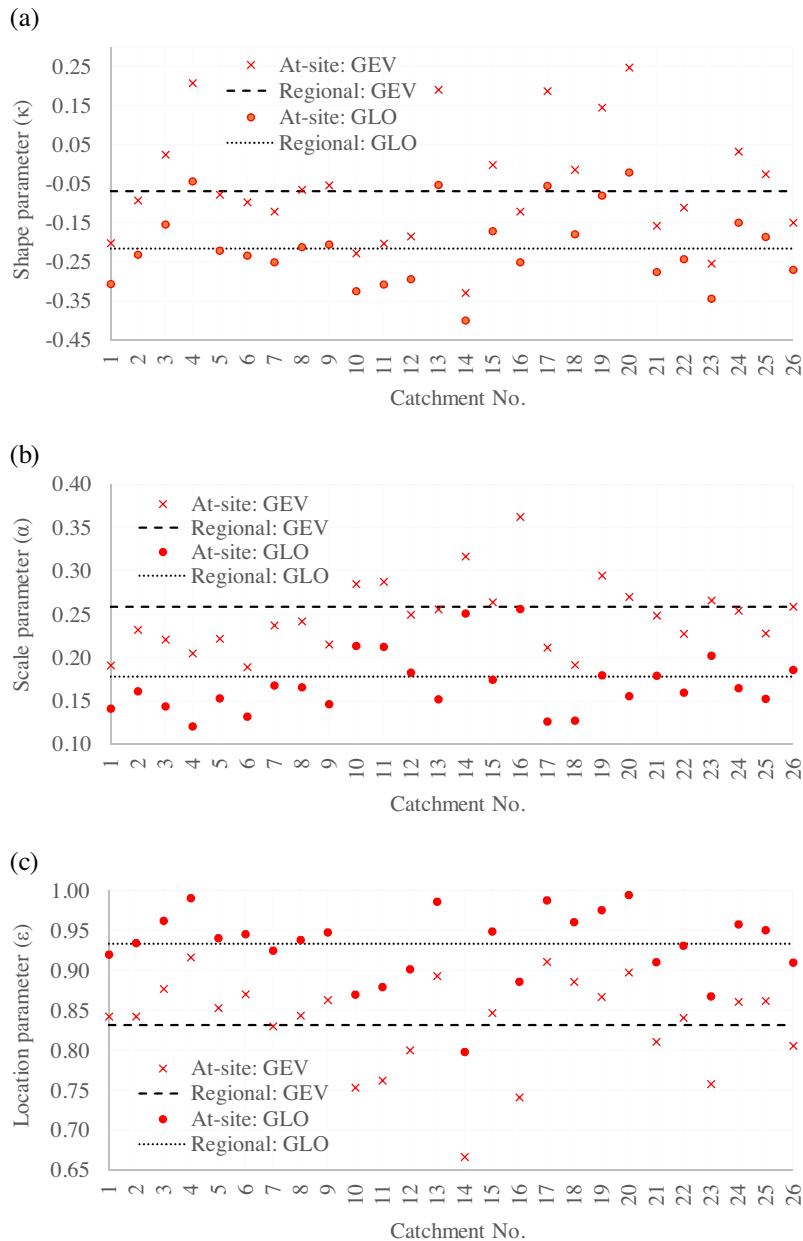 (a)
Shape parameter (κ)
0.25
0.15
0.05
-0.05
-0.15
-0.25
-0.35
-0.45
At-site: GEV
Regional: GEV
At-site: GLO
Regional: GLO
1 2 3 4 5 6 7 8 9 10 11 12 13 14 15 16 17 18 19 20 21 22 23 24 25 26
Catchment No.
(b)
Scale parameter (α)
0.40
0.35
0.30
0.25
0.20
0.15
0.10
At-site: GEV
Regional: GEV
At-site: GLO
Regional: GLO
1 2 3 4 5 6 7 8 9 10 11 12 13 14 15 16 17 18 19 20 21 22 23 24 25 26
Catchment No.
(c)
Location parameter (ε)
1.00
0.95
0.90
0.85
0.80
0.75
0.70
0.65
At-site: GEV
Regional: GEV
At-site: GLO
Regional: GLO
1 2 3 4 5 6 7 8 9 10 11 12 13 14 15 16 17 18 19 20 21 22 23 24 25 26
Catchment No.